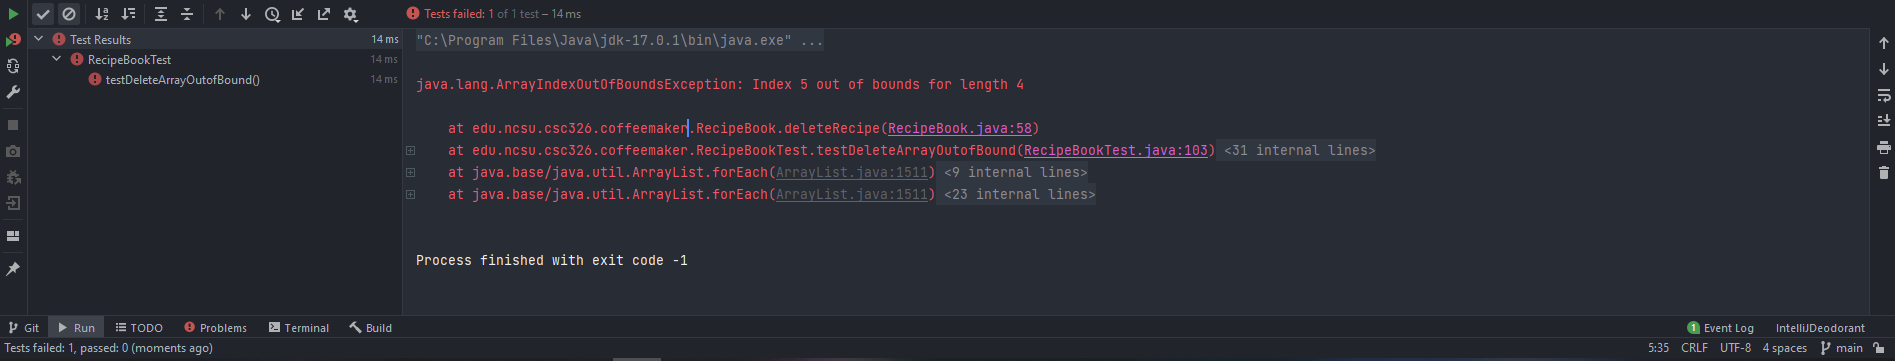 Tests failed: 1 of 1 test – 14 ms
Test Results 14 ms
RecipeBookTest 14 ms
testDeleteArrayOutofBound() 14 ms
"C:\Program Files\Java\jdk-17.0.1\bin\java.exe" ...
java.lang.ArrayIndexOutOfBoundsException: Index 5 out of bounds for length 4
at edu.ncsu.csc326.coffeemaker.RecipeBook.deleteRecipe(RecipeBook.java:58)
at edu.ncsu.csc326.coffeemaker.RecipeBookTest.testDeleteArrayOutofBound(RecipeBookTest.java:103) <31 internal lines>
at java.base/java.util.ArrayList.forEach(ArrayList.java:1511) <9 internal lines>
at java.base/java.util.ArrayList.forEach(ArrayList.java:1511) <23 internal lines>
Process finished with exit code -1
Git Run TODO Problems Terminal Build 1 Event Log IntelliJDeodorant
Tests failed: 1, passed: 0 (moments ago) 5:35 CRLF UTF-8 4 spaces main